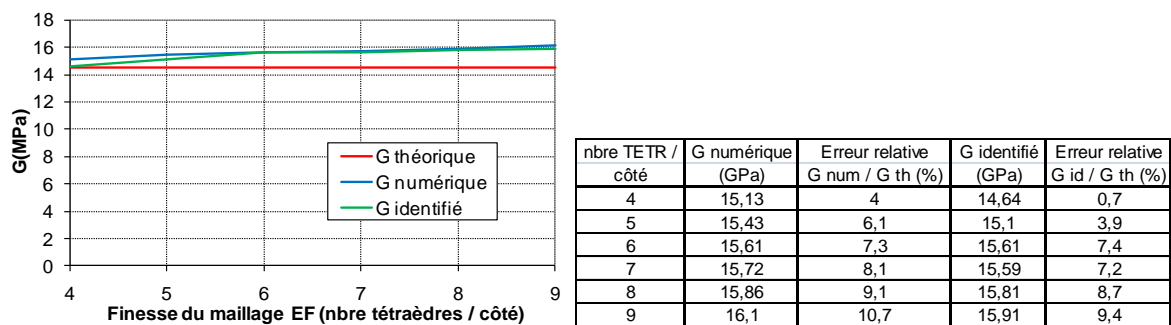 18
16
14
12
10
8
6
4
2
0
G(MPa)
G théorique
G numérique
G identifié
4 5 6 7 8 9
Finesse du maillage EF (nbre tétraèdres / côté)
nbre TETR / G numérique Erreur relative G identifié Erreur relative
côté (GPa) G num / G th (%) (GPa) G id / G th (%)
4 15,13 4 14,64 0,7
5 15,43 6,1 15,1 3,9
6 15,61 7,3 15,61 7,4
7 15,72 8,1 15,59 7,2
8 15,86 9,1 15,81 8,7
9 16,1 10,7 15,91 9,4